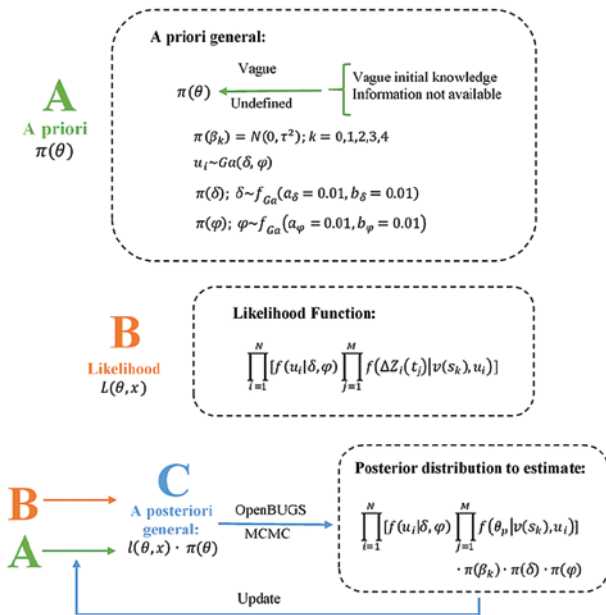 A priori general:
A
A priori
π(θ)
π(θ)
Vague
Undefined
Vague initial knowledge
Information not available
π(β_k) = N(0, τ²); k = 0,1,2,3,4
u_i~Ga(δ, φ)
π(δ); δ~f_Ga(a_δ = 0.01, b_δ = 0.01)
π(φ); φ~f_Ga(a_φ = 0.01, b_φ = 0.01)
B
Likelihood
L(θ,x)
Likelihood Function:
∏_{i=1}^{N}[f(u_i|δ,φ) ∏_{j=1}^{M} f(ΔZ_i(t_j)|v(s_k),u_i)]
B
A
C
A posteriori
general:
l(θ,x) · π(θ)
OpenBUGS
MCMC
Posterior distribution to estimate:
∏_{i=1}^{N}[f(u_i|δ,φ) ∏_{j=1}^{M} f(θ_p|v(s_k),u_i)]
· π(β_k) · π(δ) · π(φ)
Update